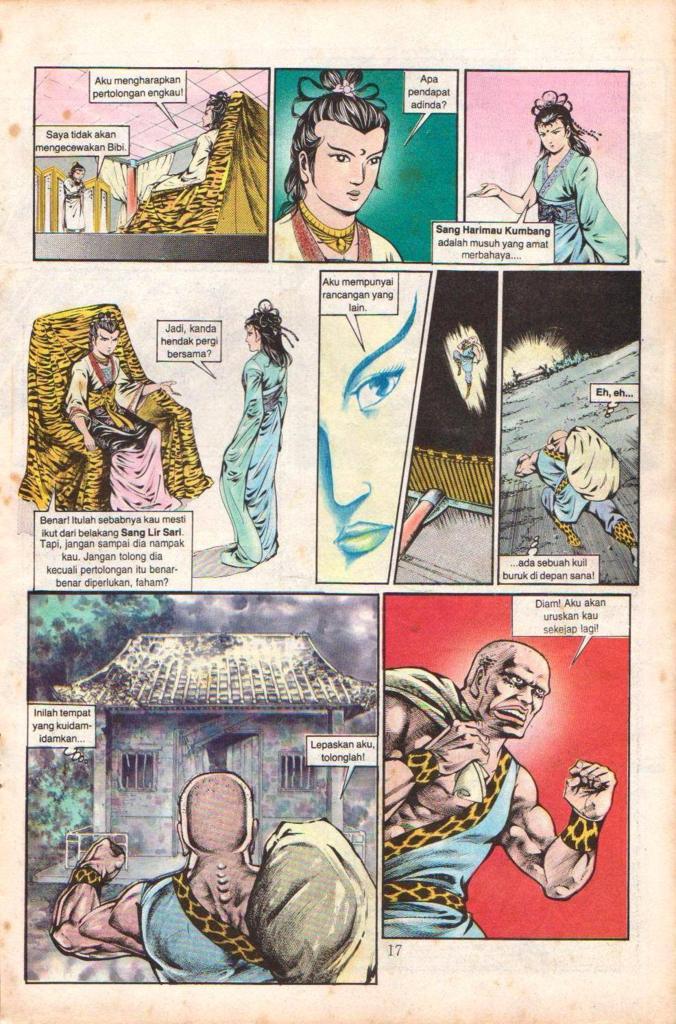 Aku mengharapkan
pertolongan engkau!
Saya tidak akan
mengecewakan Bibi.
Apa
pendapat
adinda?
Sang Harimau Kumbang
adalah musuh yang amat
merbahaya....
Benar! Itulah sebabnya kau mesti
ikut dari belakang Sang Lir Sari.
Tapi, jangan sampai dia nampak
kau. Jangan tolong dia
kecuali pertolongan itu benar-
benar diperlukan, faham?
Jadi, kanda
hendak pergi
bersama?
Aku mempunyai
rancangan yang
lain.
Eh, eh...
...ada sebuah kuil
buruk di depan sana!
Inilah tempat
yang kuidam-
idamkan...
Lepaskan aku,
tolonglah!
Diam! Aku akan
uruskan kau
sekejap lagi!
17